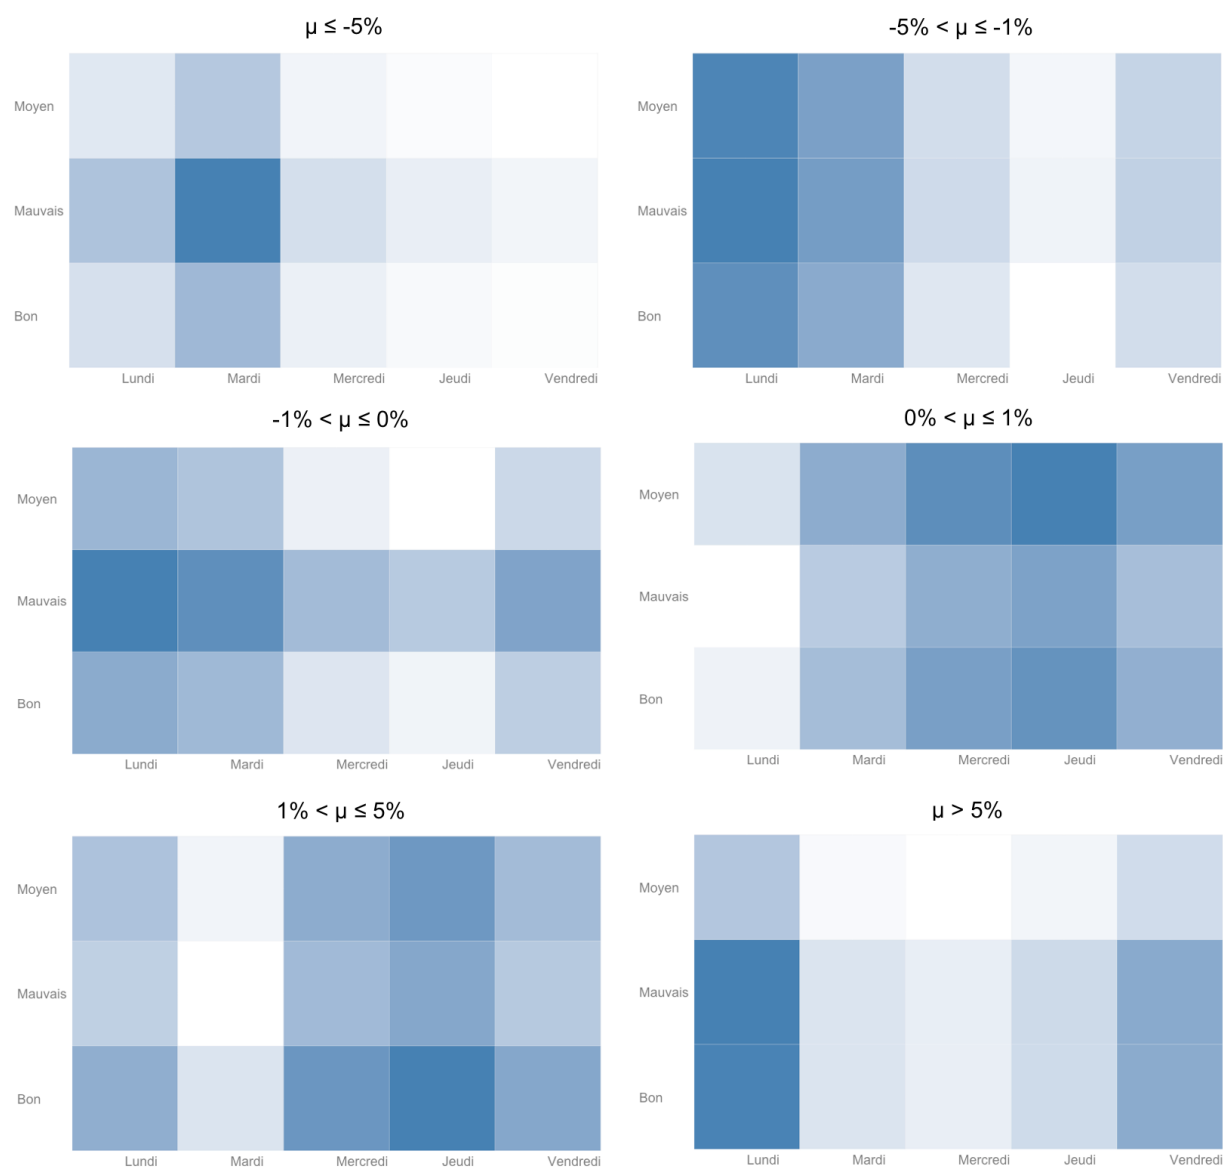 μ ≤ -5%
-5% < μ ≤ -1%
Moyen
Mauvais
Bon
Lundi Mardi Mercredi Jeudi Vendredi
Moyen
Mauvais
Bon
Lundi Mardi Mercredi Jeudi Vendredi
-1% < μ ≤ 0%
0% < μ ≤ 1%
Moyen
Mauvais
Bon
Lundi Mardi Mercredi Jeudi Vendredi
Moyen
Mauvais
Bon
Lundi Mardi Mercredi Jeudi Vendredi
1% < μ ≤ 5%
μ > 5%
Moyen
Mauvais
Bon
Lundi Mardi Mercredi Jeudi Vendredi
Moyen
Mauvais
Bon
Lundi Mardi Mercredi Jeudi Vendredi